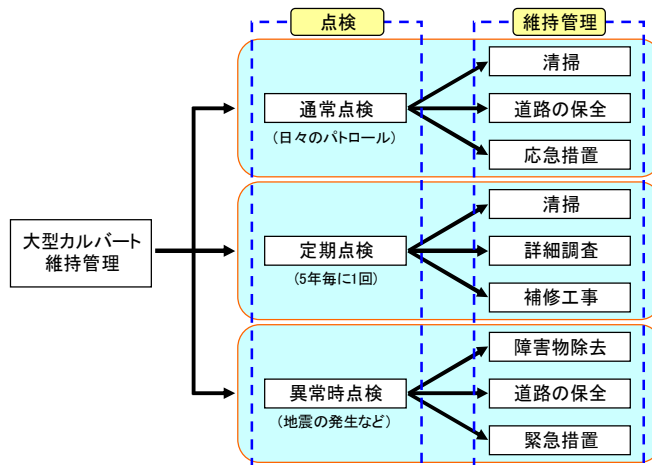 点検
維持管理
清掃
通常点検
(日々のパトロール)
道路の保全
応急措置
大型カルバート
維持管理
清掃
定期点検
(5年毎に1回)
詳細調査
補修工事
障害物除去
異常時点検
(地震の発生など)
道路の保全
緊急措置